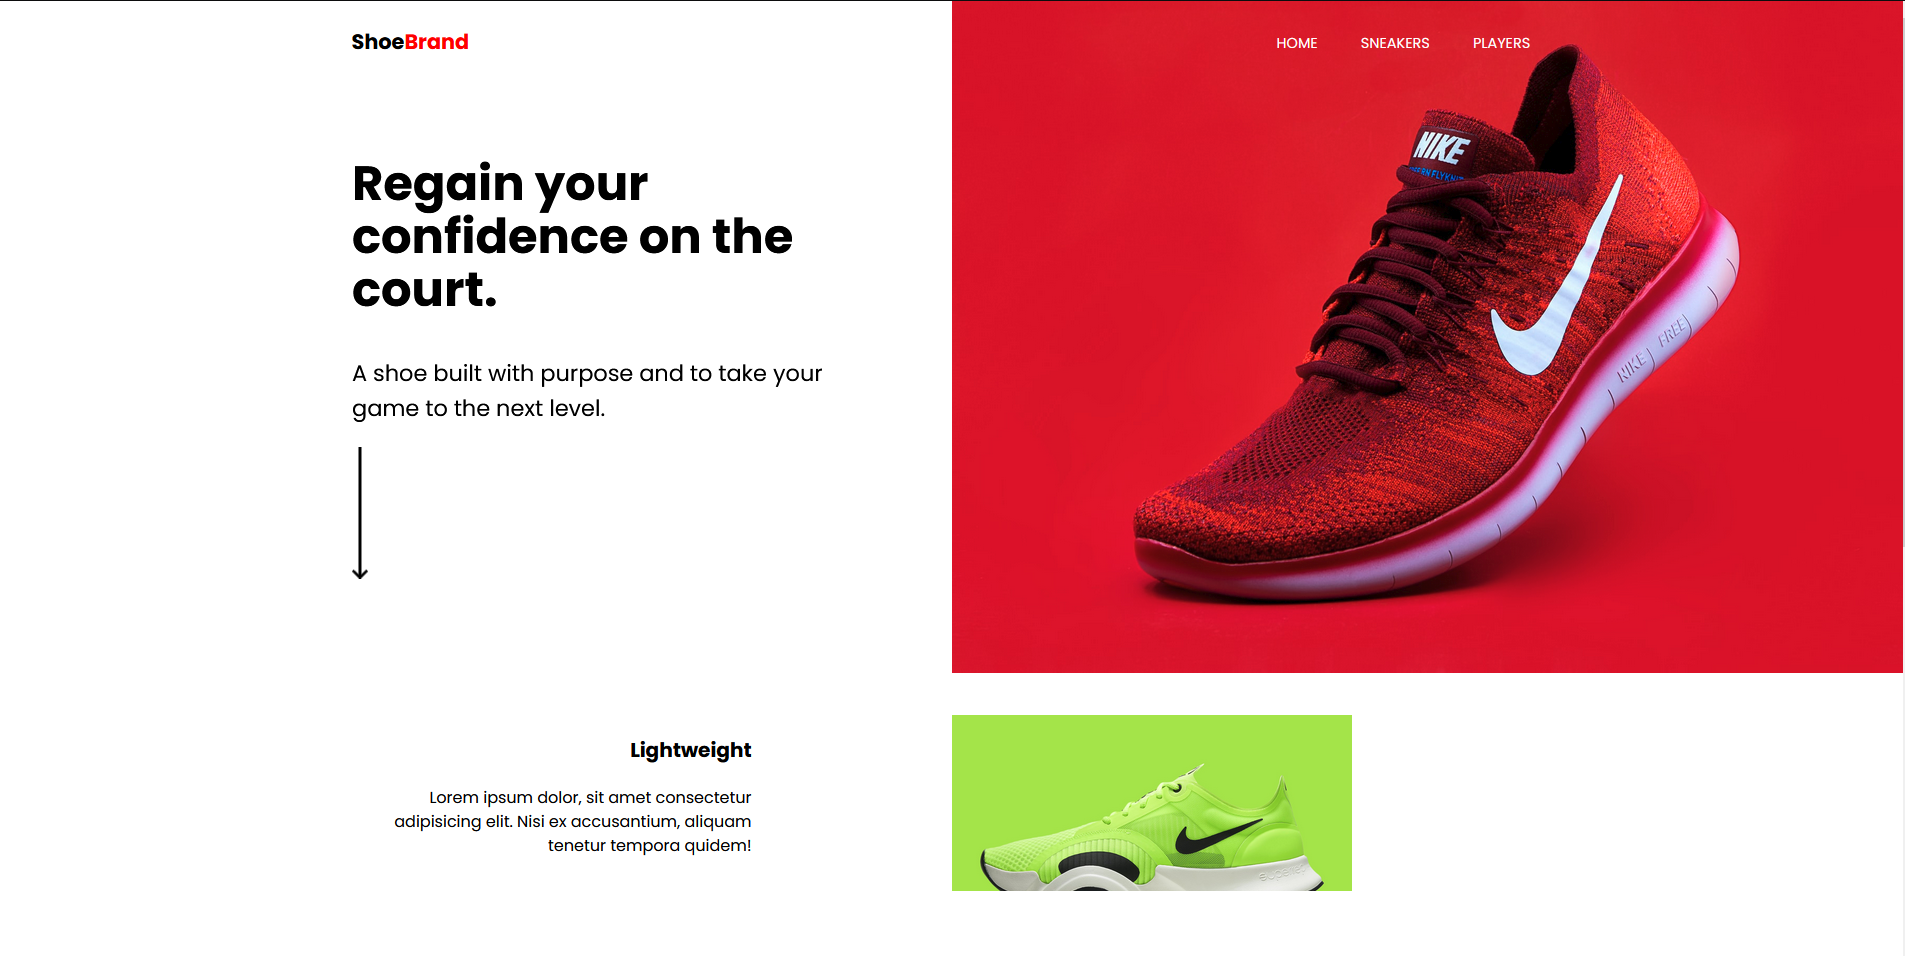 ShoeBrand
HOME SNEAKERS PLAYERS
Regain your
confidence on the
court.
A shoe built with purpose and to take your
game to the next level.
NIKE
NIKE FREE
Lightweight
Lorem ipsum dolor, sit amet consectetur
adipisicing elit. Nisi ex accusantium, aliquam
tenetur tempora quidem!